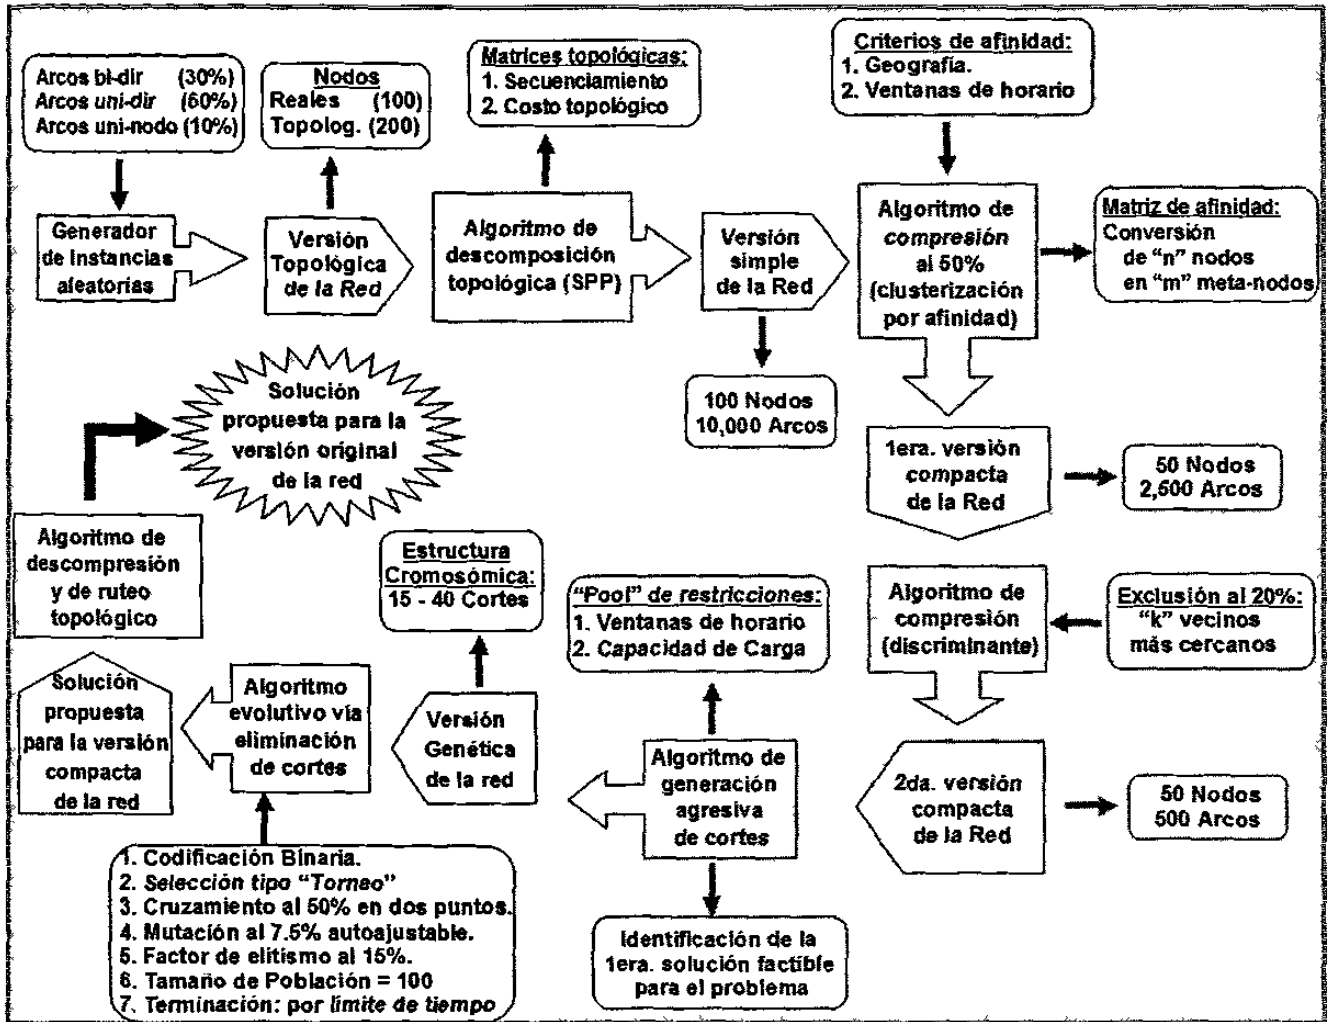 Arcos bi-dir (30%)
Arcos uni-dir (60%)
Arcos uni-nodo (10%)
Nodos
Reales (100)
Topolog. (200)
Matrices topológicas:
1. Secuenciamiento
2. Costo topológico
Criterios de afinidad:
1. Geografía.
2. Ventanas de horario
Generador
de instancias
aleatorias
Versión
Topológica
de la Red
Algoritmo de
descomposición
topológica (SPP)
Versión
simple
de la Red
Algoritmo de
compresión
al 50%
(clusterización
por afinidad)
Matriz de afinidad:
Conversión
de “n” nodos
en “m” meta-nodos
100 Nodos
10,000 Arcos
Solución
propuesta para la
versión original
de la red
1era. versión
compacta
de la Red
50 Nodos
2,500 Arcos
Algoritmo de
descompresión
y de ruteo
topológico
Estructura
Cromosómica:
15 - 40 Cortes
“Pool” de restricciones:
1. Ventanas de horario
2. Capacidad de Carga
Algoritmo de
compresión
(discriminante)
Exclusión al 20%:
“k” vecinos
más cercanos
Solución
propuesta
para la versión
compacta
de la red
Algoritmo
evolutivo vía
eliminación
de cortes
Versión
Genética
de la red
Algoritmo de
generación
agresiva
de cortes
2da. versión
compacta
de la Red
50 Nodos
500 Arcos
1. Codificación Binaria.
2. Selección tipo “Torneo”
3. Cruzamiento al 50% en dos puntos.
4. Mutación al 7.5% autoajustable.
5. Factor de elitismo al 15%.
6. Tamaño de Población = 100
7. Terminación: por límite de tiempo
Identificación de la
1era. solución factible
para el problema